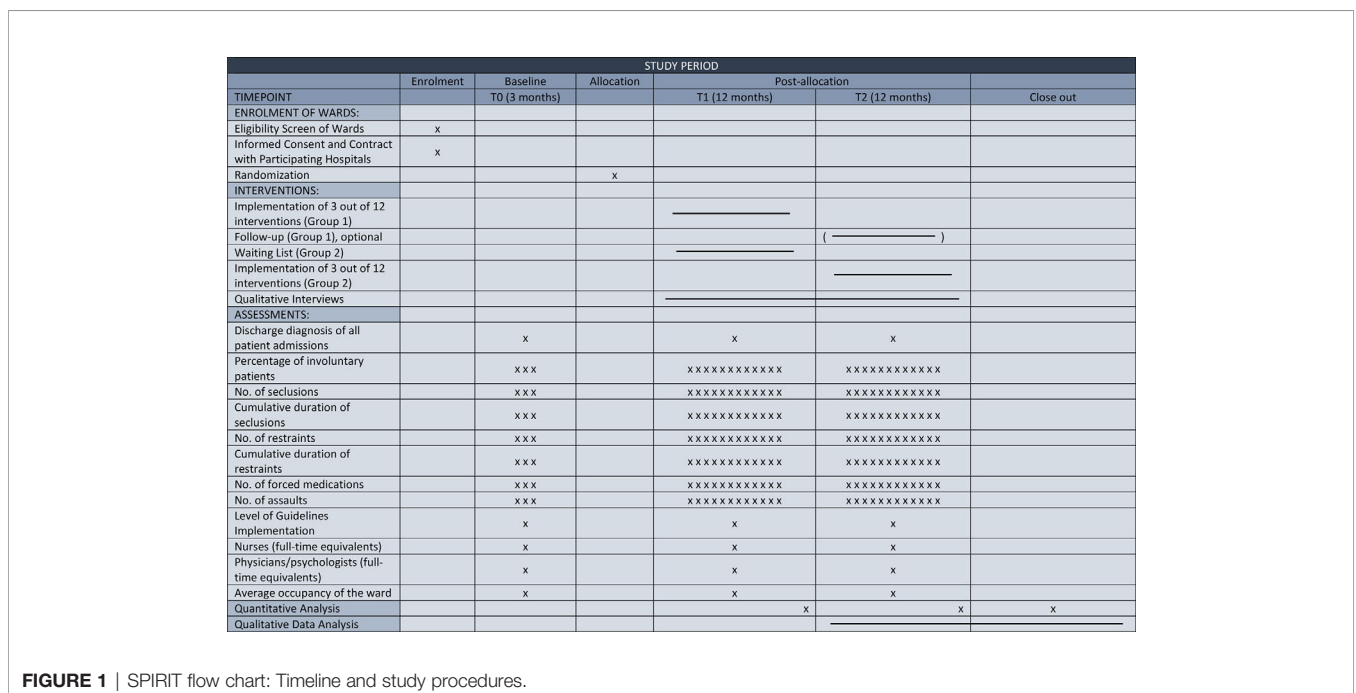 STUDY PERIOD
Enrolment Baseline Allocation Post-allocation
TIMEPOINT T0 (3 months) T1 (12 months) T2 (12 months) Close out
ENROLMENT OF WARDS:
Eligibility Screen of Wards x
Informed Consent and Contract
with Participating Hospitals x
Randomization x
INTERVENTIONS:
Implementation of 3 out of 12
interventions (Group 1)
Follow-up (Group 1), optional ( )
Waiting List (Group 2)
Implementation of 3 out of 12
interventions (Group 2)
Qualitative Interviews
ASSESSMENTS:
Discharge diagnosis of all
patient admissions x x x
Percentage of involuntary
patients x x x x x x x x x x x x x x x x x x x x x x x x x x x
No. of seclusions x x x x x x x x x x x x x x x x x x x x x x x x x x x
Cumulative duration of
seclusions x x x x x x x x x x x x x x x x x x x x x x x x x x x
No. of restraints x x x x x x x x x x x x x x x x x x x x x x x x x x x
Cumulative duration of
restraints x x x x x x x x x x x x x x x x x x x x x x x x x x x
No. of forced medications x x x x x x x x x x x x x x x x x x x x x x x x x x x
No. of assaults x x x x x x x x x x x x x x x x x x x x x x x x x x x
Level of Guidelines
Implementation x x x
Nurses (full-time equivalents) x x x
Physicians/psychologists (full-
time equivalents) x x x
Average occupancy of the ward x x x
Quantitative Analysis x x x
Qualitative Data Analysis
FIGURE 1 | SPIRIT flow chart: Timeline and study procedures.